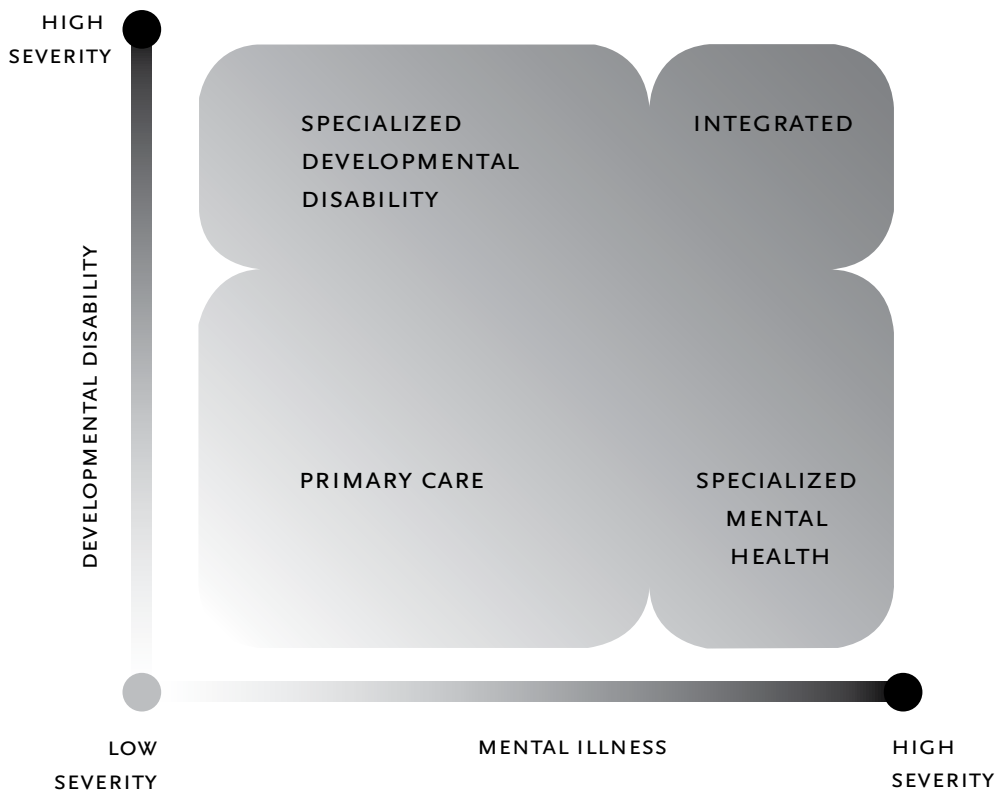 HIGH
SEVERITY
SPECIALIZED
DEVELOPMENTAL
DISABILITY
INTEGRATED
DEVELOPMENTAL DISABILITY
PRIMARY CARE
SPECIALIZED
MENTAL
HEALTH
LOW
SEVERITY
MENTAL ILLNESS
HIGH
SEVERITY